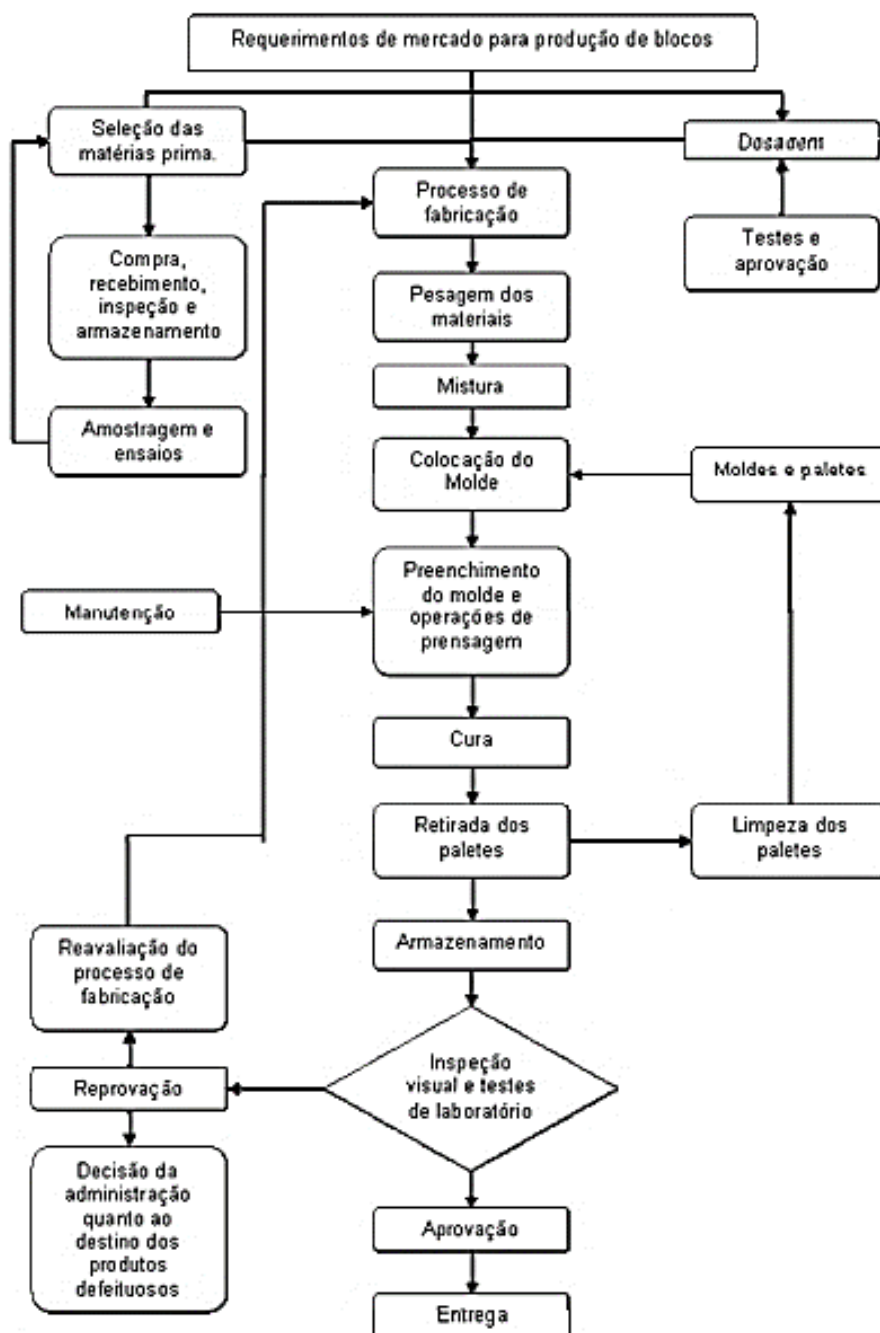 Requerimentos de mercado para produção de blocos
Seleção das
matérias prima.
Dosagem
Processo de
fabricação
Testes e
aprovação
Compra,
recebimento,
inspeção e
armazenamento
Pesagem dos
materiais
Mistura
Amostragem e
ensaios
Colocação do
Molde
Moldes e paletes
Preenchimento
do molde e
operações de
prensagem
Manutenção
Cura
Retirada dos
paletes
Limpeza dos
paletes
Armazenamento
Reavaliação do
processo de
fabricação
Inspeção
visual e testes
de laboratório
Reprovação
Decisão da
administração
quanto ao
destino dos
produtos
defeituosos
Aprovação
Entrega